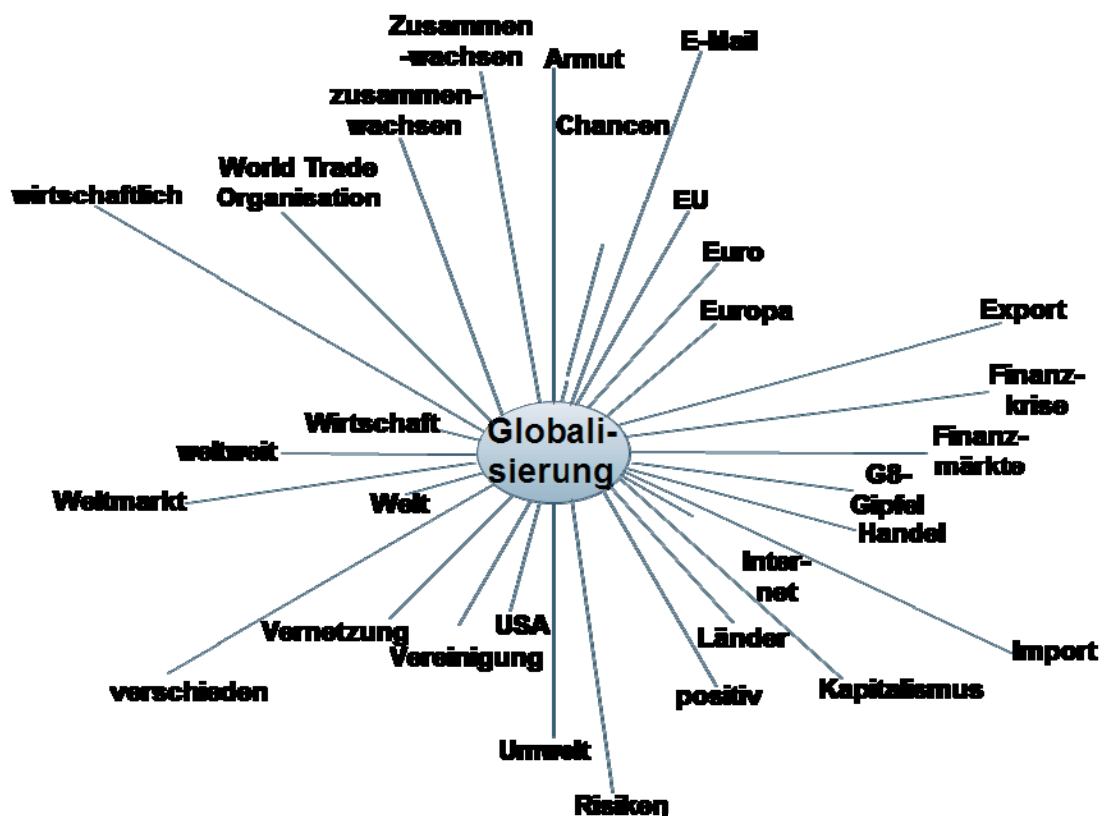 Zusammen
-wachsen
Armut
E-Mail
zusammen-
wachsen
Chancen
World Trade
Organisation
wirtschaftlich
EU
Euro
Europa
Export
Finanz-
krise
Wirtschaft
Globali-
sierung
weltweit
Finanz-
märkte
Weltmarkt
Welt
G8-
Gipfel
Handel
Inter-
net
Vernetzung
USA
Vereinigung
Länder
Import
verschieden
positiv
Kapitalismus
Umwelt
Risiken